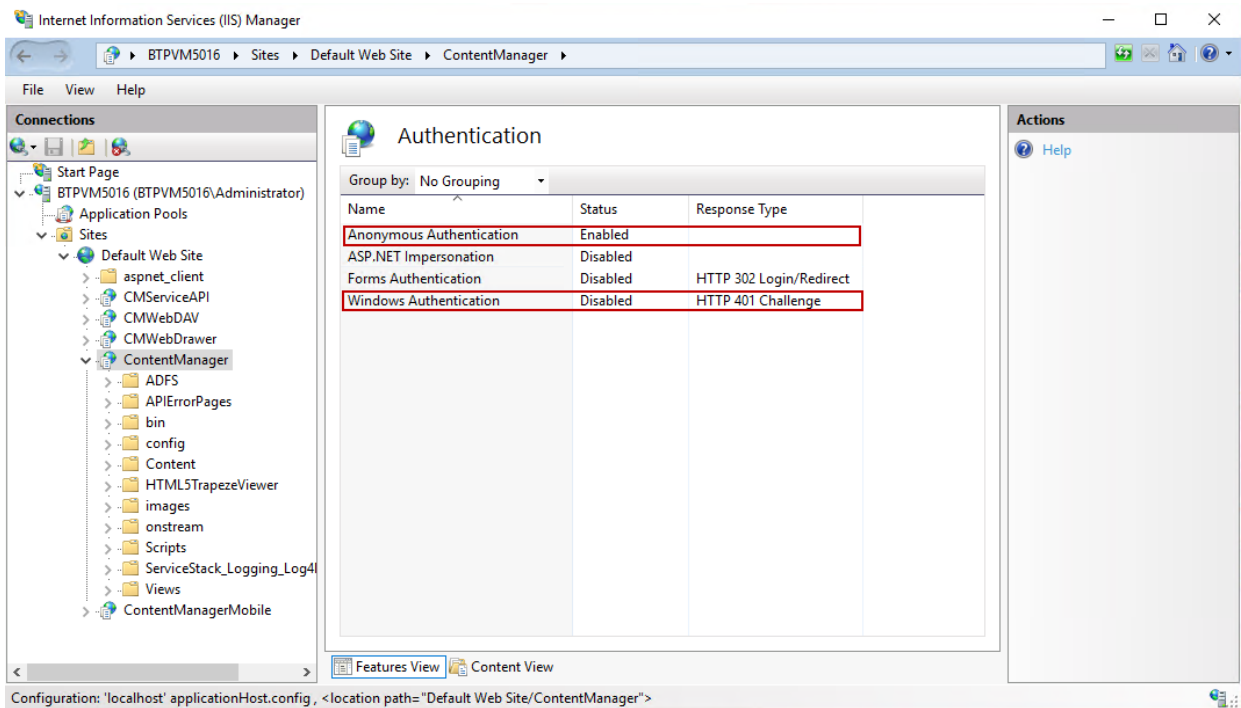 Internet Information Services (IIS) Manager
BTPVM5016 Sites Default Web Site ContentManager
File View Help
Connections
Start Page
BTPVM5016 (BTPVM5016\Administrator)
Application Pools
Sites
Default Web Site
aspnet_client
CMServiceAPI
CMWebDAV
CMWebDrawer
ContentManager
ADFS
APIErrorPages
bin
config
Content
HTML5TrapezeViewer
images
onstream
Scripts
ServiceStack_Logging_Log4
Views
ContentManagerMobile
Authentication
Group by: No Grouping
Name Status Response Type
Anonymous Authentication Enabled
ASP.NET Impersonation Disabled
Forms Authentication Disabled HTTP 302 Login/Redirect
Windows Authentication Disabled HTTP 401 Challenge
Features View Content View
Actions
Help
Configuration: 'localhost' applicationHost.config , <location path="Default Web Site/ContentManager">